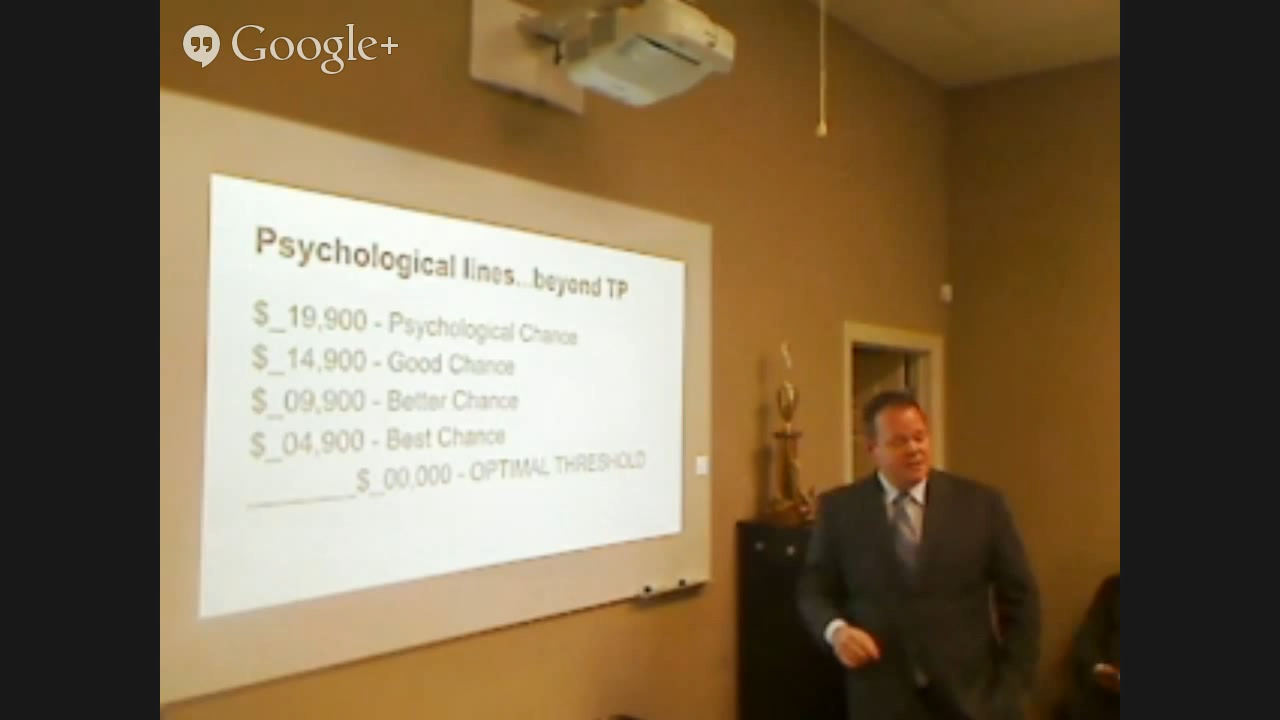 Google+
Psychological lines...beyond TP
$_19,900 - Psychological Chance
$_14,900 - Good Chance
$_09,900 - Better Chance
$_04,900 - Best Chance
________$_00,000 - OPTIMAL THRESHOLD